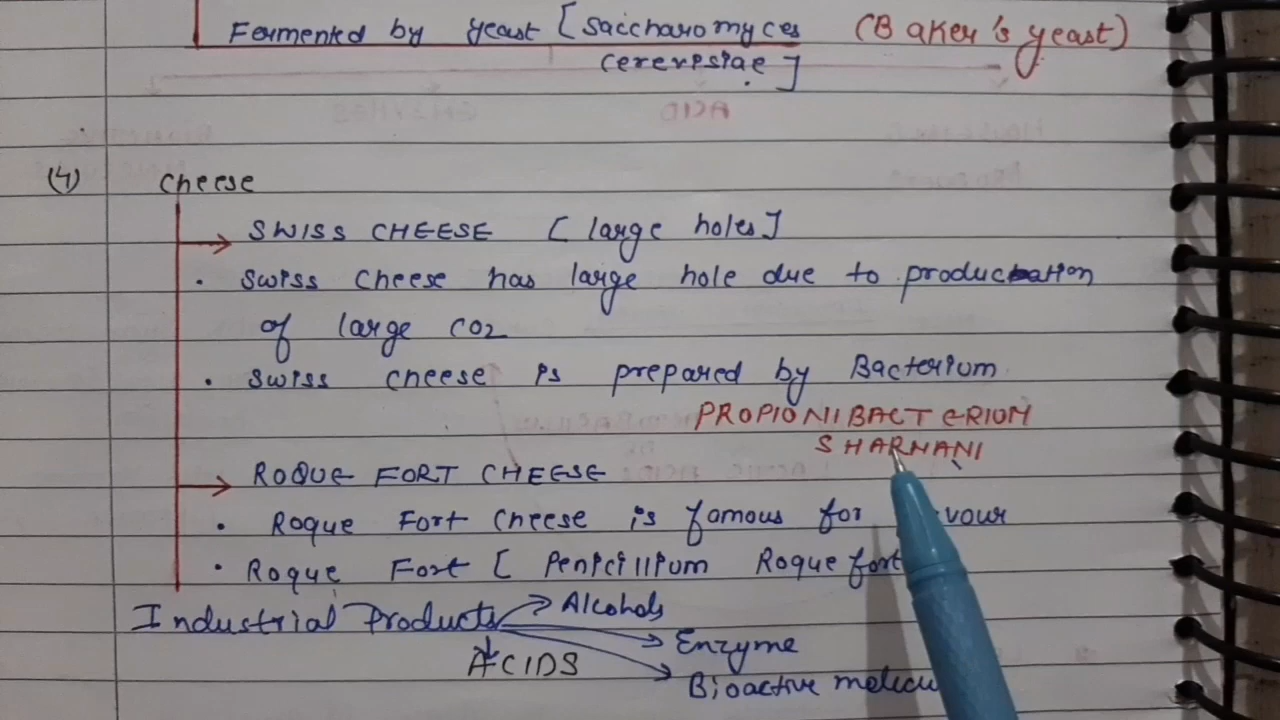 Fermented by yeast [Saccharomyces (Baker's yeast)
cerevpsiae]
(4) Cheese
SWISS CHEESE [large holes]
• Swiss cheese has large hole due to production
of large CO2
• Swiss cheese is prepared by Bacterium
PROPIONIBACTERIUM
SHARMANI
ROQUE FORT CHEESE
• Roque Fort Cheese is famous for
• Roque Fort [Penicillium Roque fort
Industrial Products Alcohols
Enzyme
ACIDS
Bioactive